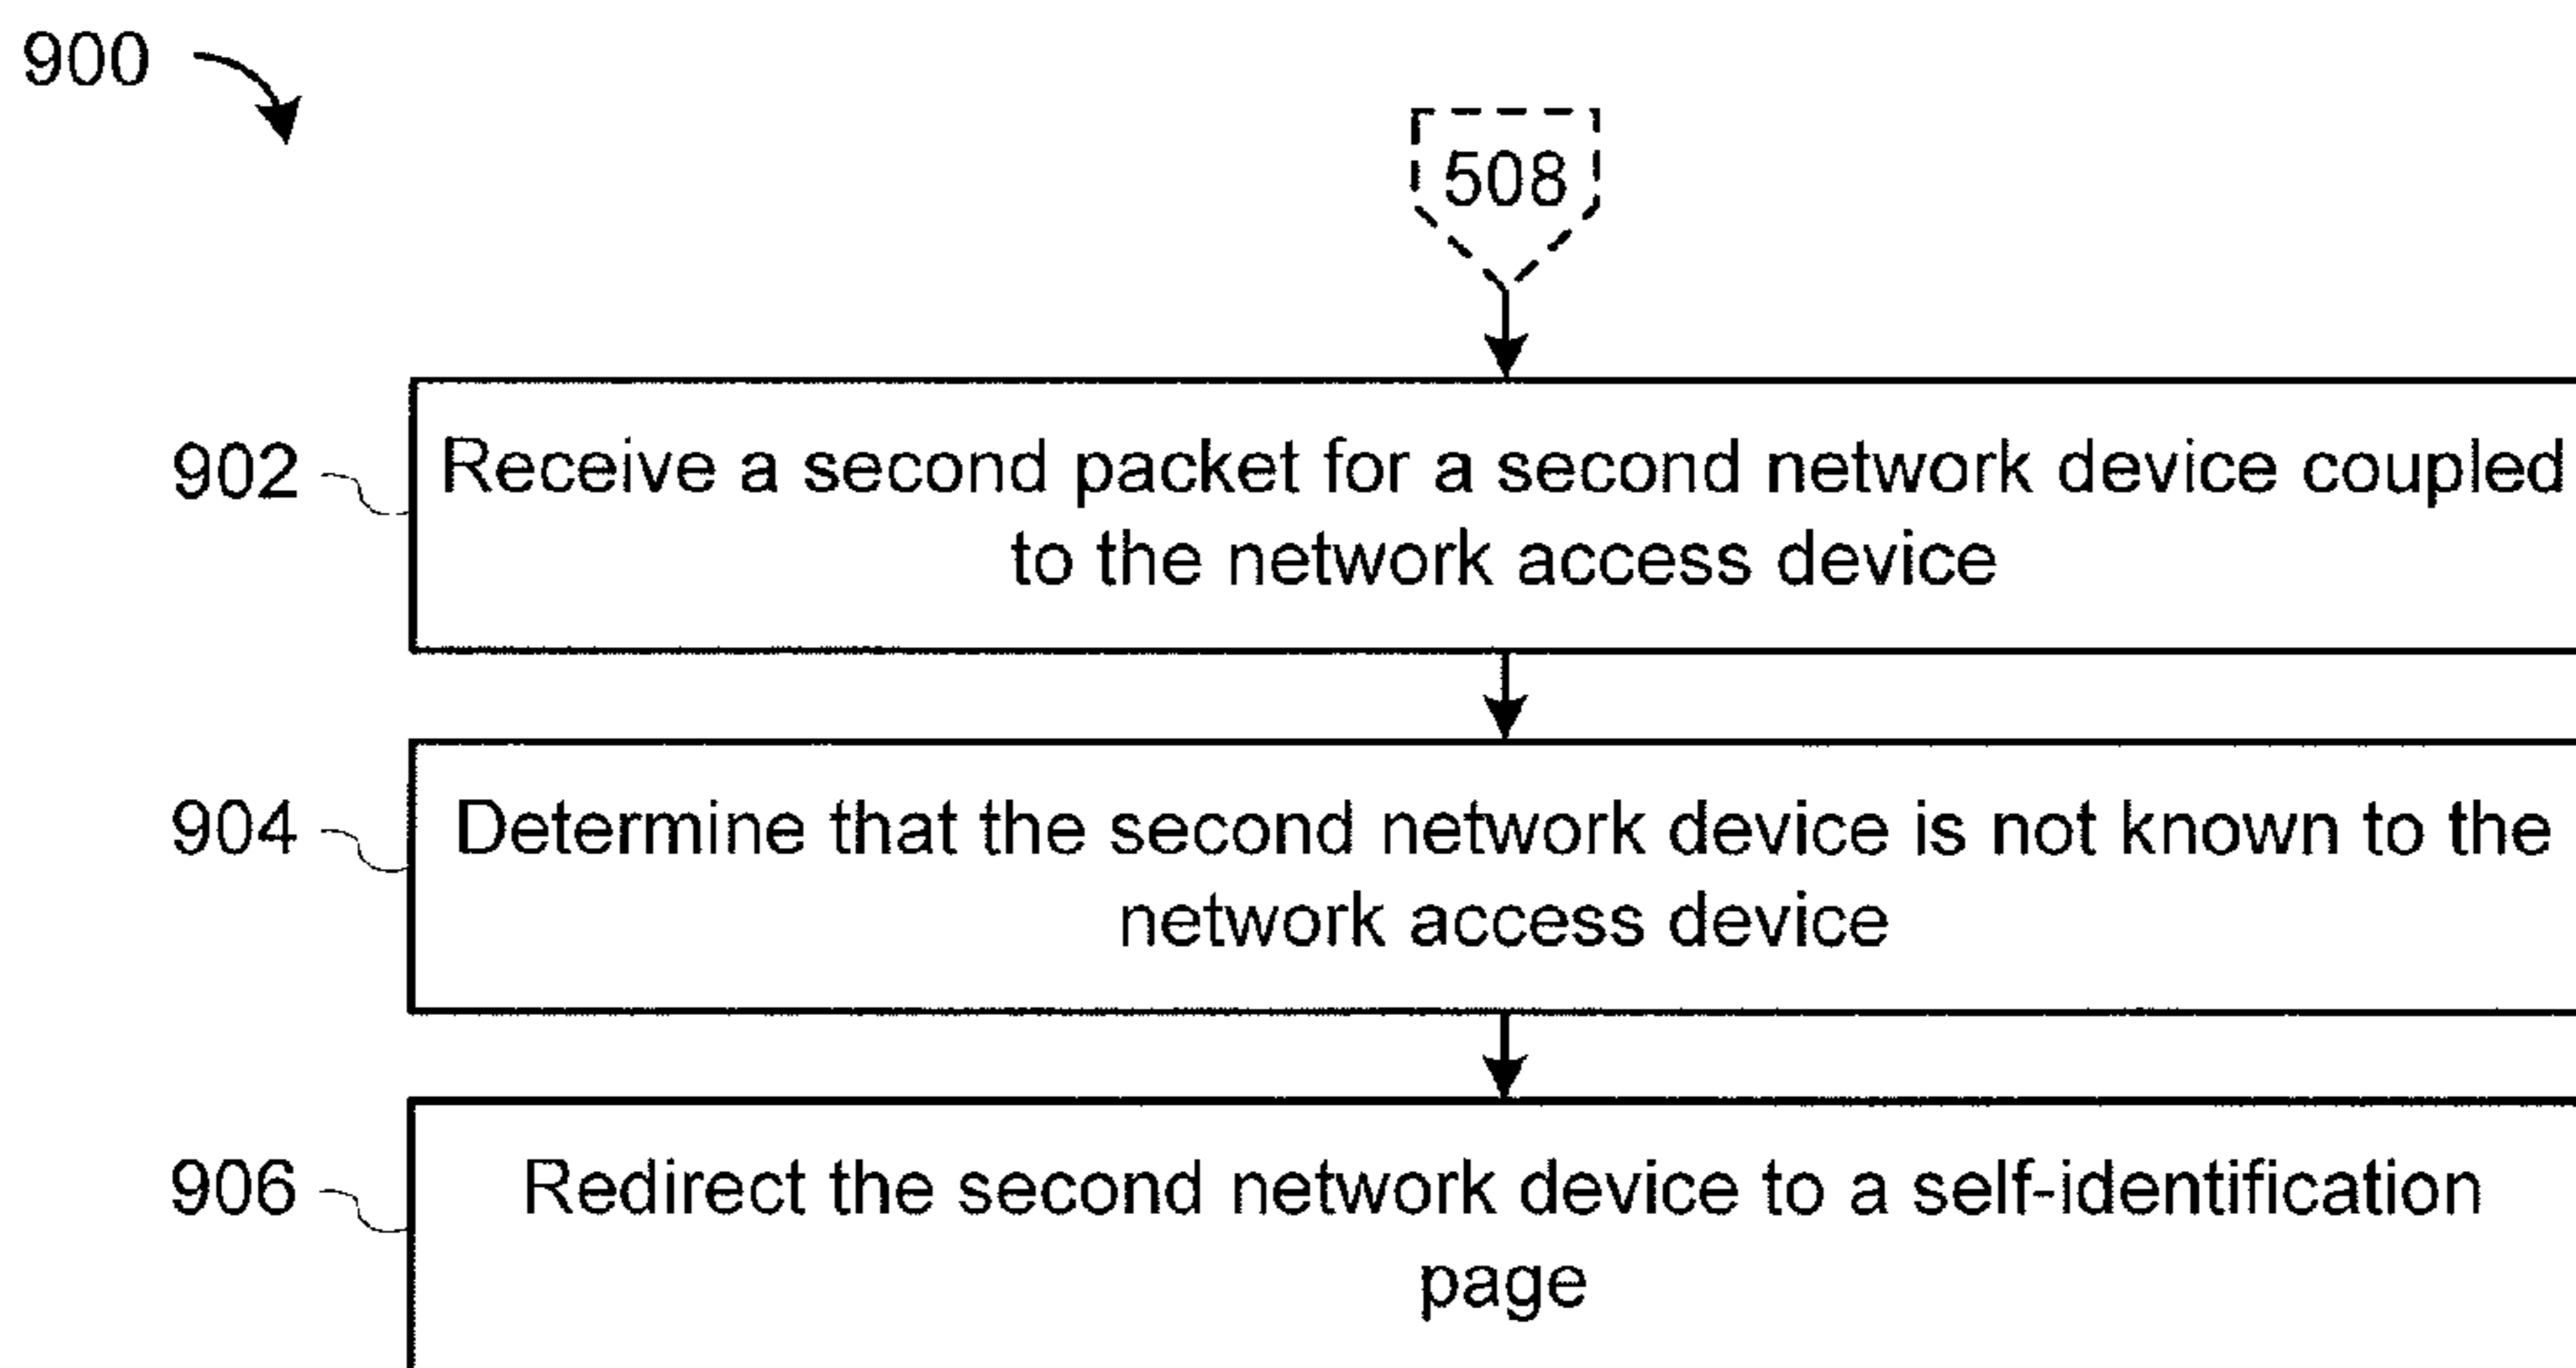 900
508
902
Receive a second packet for a second network device coupled
to the network access device
904
Determine that the second network device is not known to the
network access device
906
Redirect the second network device to a self-identification
page